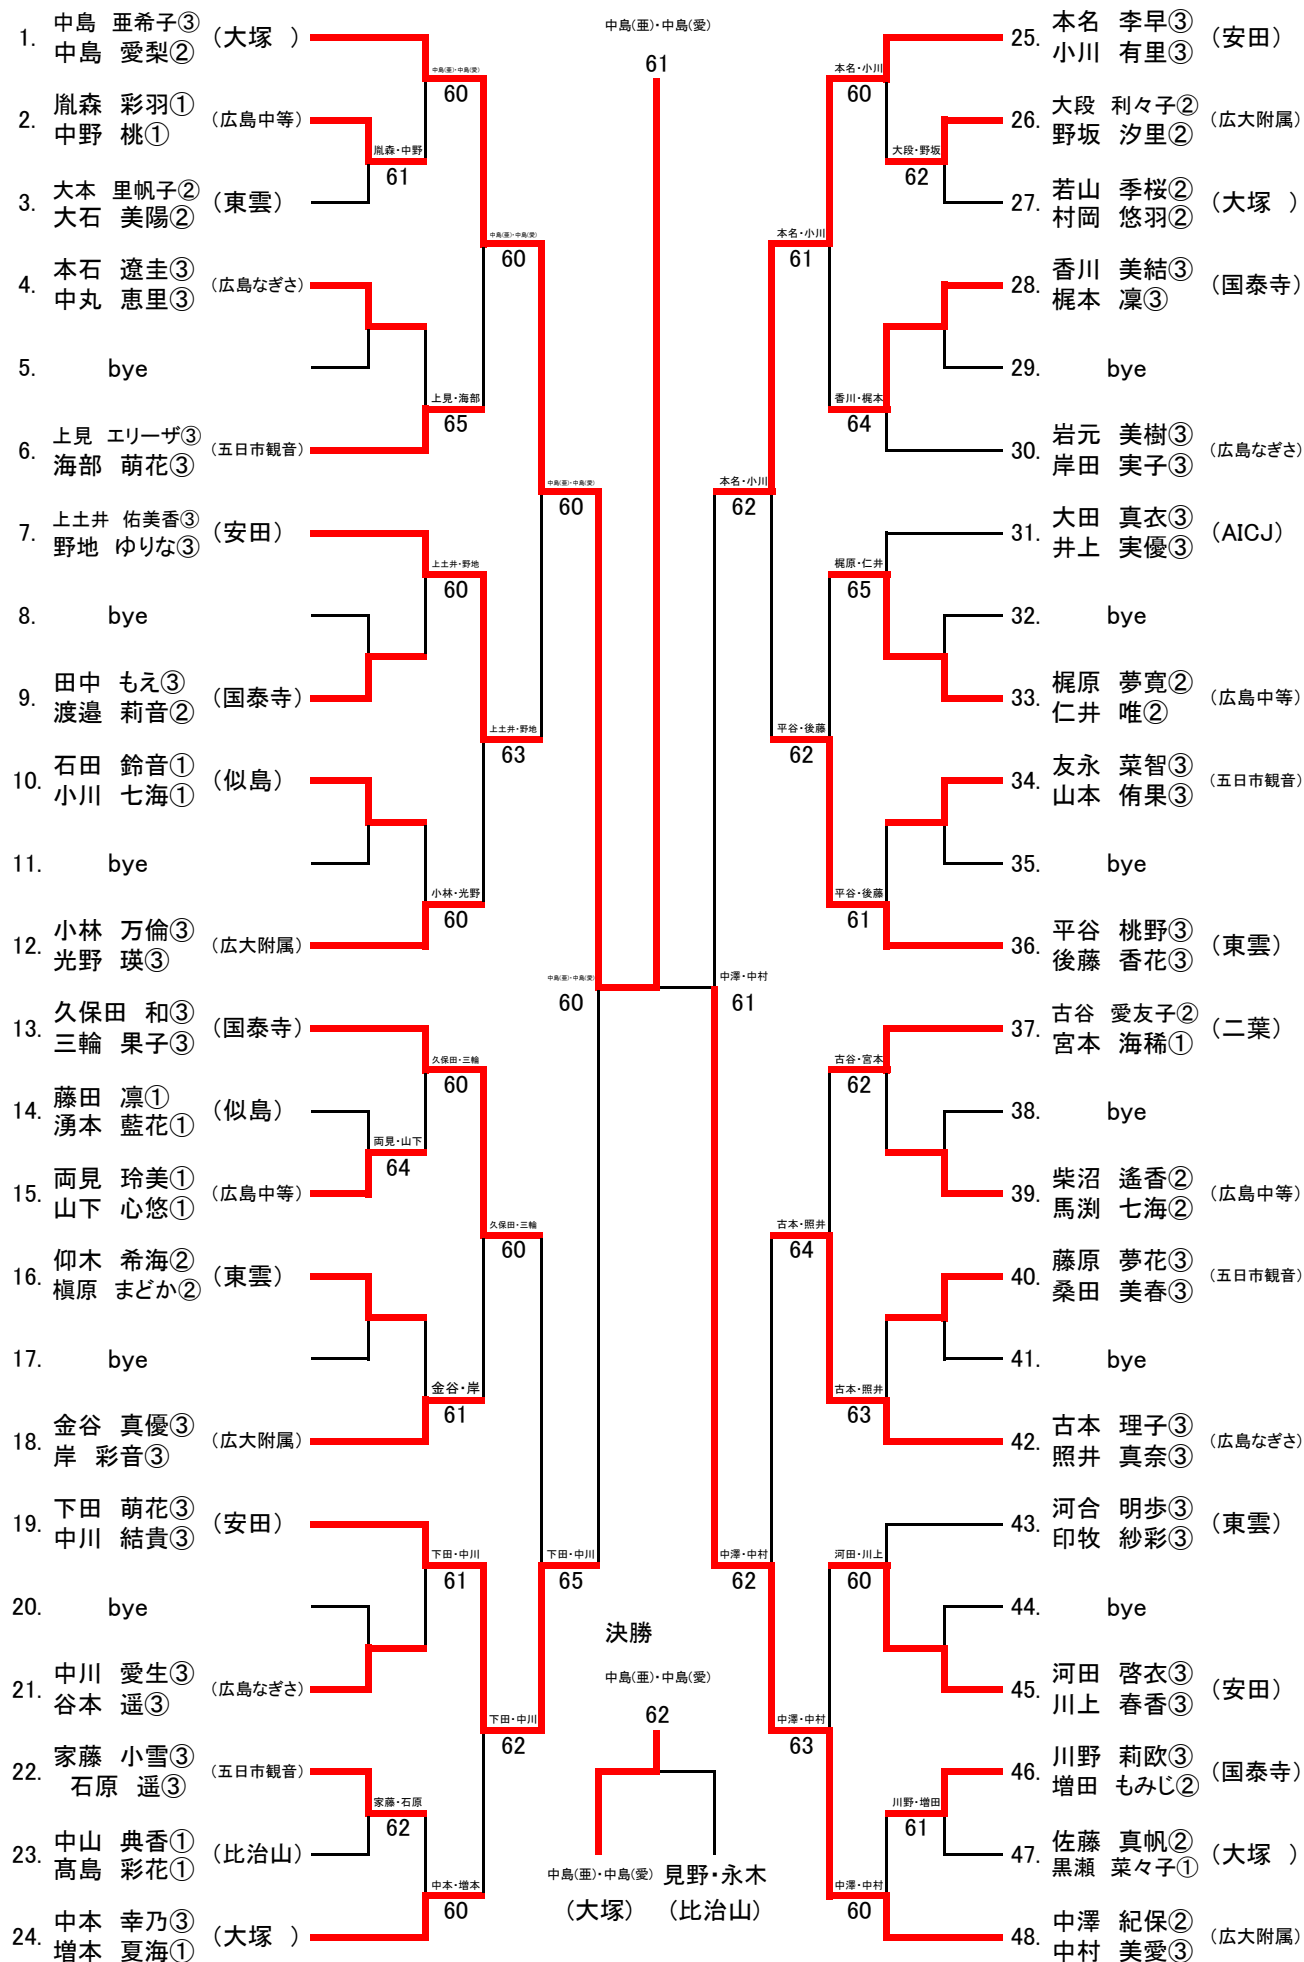 1. 中島 亜希子③ (大塚 )
中島 愛梨②
2. 胤森 彩羽① (広島中等)
中野 桃①
3. 大本 里帆子② (東雲)
大石 美陽②
4. 本石 遼圭③ (広島なぎさ)
中丸 恵里③
5. bye
6. 上見 エリーザ③ (五日市観音)
海部 萌花③
7. 上土井 佑美香③ (安田)
野地 ゆりな③
8. bye
9. 田中 もえ③ (国泰寺)
渡邉 莉音②
10. 石田 鈴音① (似島)
小川 七海①
11. bye
12. 小林 万倫③ (広大附属)
光野 瑛③
13. 久保田 和③ (国泰寺)
三輪 果子③
14. 藤田 凛① (似島)
湧本 藍花①
15. 両見 玲美① (広島中等)
山下 心悠①
16. 仰木 希海② (東雲)
槇原 まどか②
17. bye
18. 金谷 真優③ (広大附属)
岸 彩音③
19. 下田 萌花③ (安田)
中川 結貴③
20. bye
21. 中川 愛生③ (広島なぎさ)
谷本 遥③
22. 家藤 小雪③ (五日市観音)
石原 遥③
23. 中山 典香① (比治山)
髙島 彩花①
24. 中本 幸乃③ (大塚 )
増本 夏海①
中島(亜)・中島(愛)
60
胤森・中野
61
中島(亜)・中島(愛)
60
上見・海部
65
中島(亜)・中島(愛)
60
上土井・野地
60
上土井・野地
63
小林・光野
60
中島(亜)・中島(愛)
60
久保田・三輪
60
両見・山下
64
久保田・三輪
60
金谷・岸
61
下田・中川
61
下田・中川
65
下田・中川
62
家藤・石原
62
中本・増本
60
中島(亜)・中島(愛)
61
決勝
中島(亜)・中島(愛)
62
中島(亜)・中島(愛) 見野・永木
(大塚) (比治山)
本名・小川
60
大段・野坂
62
本名・小川
61
香川・梶本
64
本名・小川
62
梶原・仁井
65
平谷・後藤
62
平谷・後藤
61
中澤・中村
61
古谷・宮本
62
古本・照井
64
古本・照井
63
中澤・中村
62
河田・川上
60
中澤・中村
63
川野・増田
61
中澤・中村
60
25. 本名 李早③ (安田)
小川 有里③
26. 大段 利々子② (広大附属)
野坂 汐里②
27. 若山 季桜② (大塚 )
村岡 悠羽②
28. 香川 美結③ (国泰寺)
梶本 凛③
29. bye
30. 岩元 美樹③ (広島なぎさ)
岸田 実子③
31. 大田 真衣③ (AICJ)
井上 実優③
32. bye
33. 梶原 夢寛② (広島中等)
仁井 唯②
34. 友永 菜智③ (五日市観音)
山本 侑果③
35. bye
36. 平谷 桃野③ (東雲)
後藤 香花③
37. 古谷 愛友子② (二葉)
宮本 海稀①
38. bye
39. 柴沼 遙香② (広島中等)
馬渕 七海②
40. 藤原 夢花③ (五日市観音)
桑田 美春③
41. bye
42. 古本 理子③ (広島なぎさ)
照井 真奈③
43. 河合 明歩③ (東雲)
印牧 紗彩③
44. bye
45. 河田 啓衣③ (安田)
川上 春香③
46. 川野 莉欧③ (国泰寺)
増田 もみじ②
47. 佐藤 真帆② (大塚 )
黒瀬 菜々子①
48. 中澤 紀保② (広大附属)
中村 美愛③